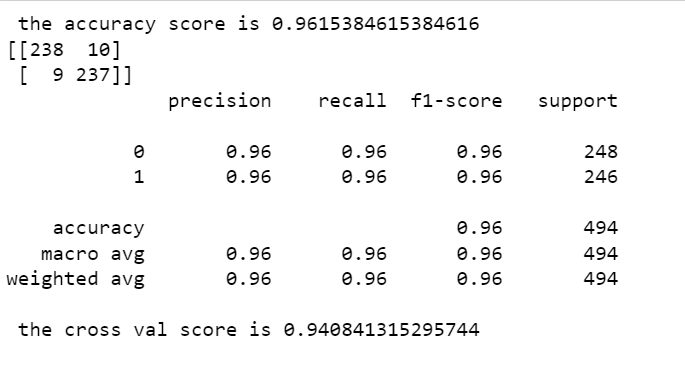 the accuracy score is 0.9615384615384616
[[238  10]
 [  9 237]]
              precision    recall  f1-score   support

           0       0.96      0.96      0.96       248
           1       0.96      0.96      0.96       246

    accuracy                           0.96       494
   macro avg       0.96      0.96      0.96       494
weighted avg       0.96      0.96      0.96       494

 the cross val score is 0.940841315295744